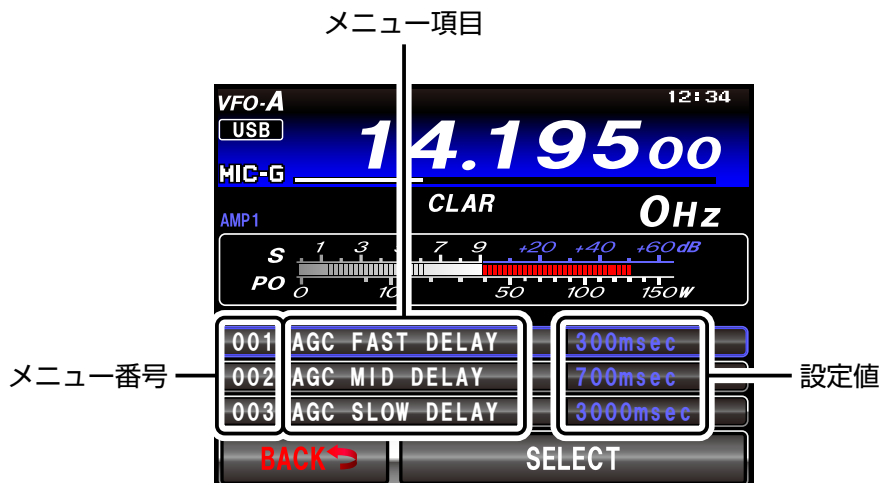 メニュー項目
VFO-A 12:34
USB
14.195 00
MIC-G
CLAR 0Hz
AMP1
S 1 3 5 7 9 +20 +40 +60dB
PO 0 10 50 100 150W
001 AGC FAST DELAY 300msec
メニュー番号 002 AGC MID DELAY 700msec 設定値
003 AGC SLOW DELAY 3000msec
BACK SELECT